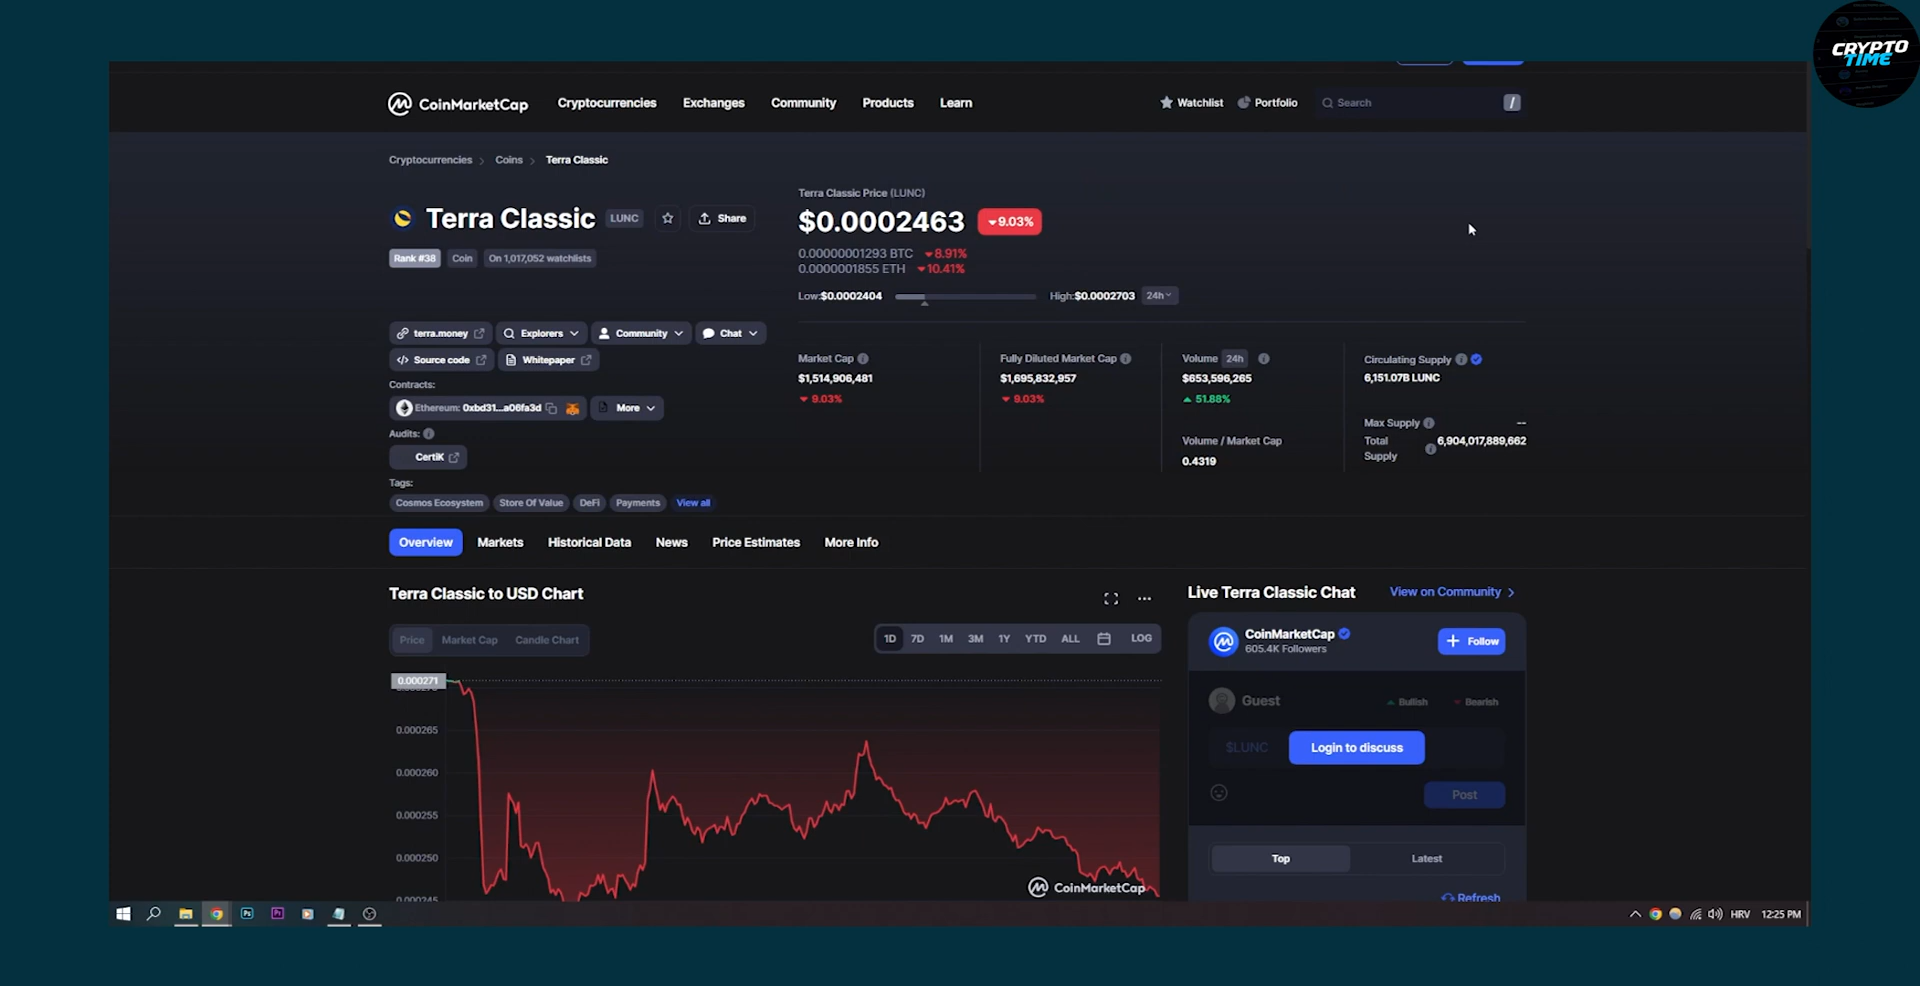 CRYPTO
TIME
CoinMarketCap
Cryptocurrencies Exchanges Community Products Learn
Watchlist Portfolio Search /
Cryptocurrencies > Coins > Terra Classic
Terra Classic LUNC Share
Rank #38 Coin On 1,017,052 watchlists
Terra Classic Price (LUNC)
$0.0002463 9.03%
0.00000001293 BTC 8.91%
0.0000001855 ETH 10.41%
Low:$0.0002404 High:$0.0002703 24h
terra.money Explorers Community Chat
Source code Whitepaper
Contracts:
Ethereum: 0xbd31...a06fa3d More
Audits:
CertiK
Tags:
Cosmos Ecosystem Store Of Value DeFi Payments View all
Market Cap
$1,514,906,481
9.03%
Fully Diluted Market Cap
$1,695,832,957
9.03%
Volume 24h
$653,596,265
51.88%
Volume / Market Cap
0.4319
Circulating Supply
6,151.07B LUNC
Max Supply --
Total Supply 6,904,017,889,662
Overview Markets Historical Data News Price Estimates More Info
Terra Classic to USD Chart
Price Market Cap Candle Chart
1D 7D 1M 3M 1Y YTD ALL LOG
0.000271
0.000265
0.000260
0.000255
0.000250
0.000245
CoinMarketCap
Live Terra Classic Chat View on Community >
CoinMarketCap
605.4K Followers
+ Follow
Guest Bullish Bearish
$LUNC Login to discuss
Post
Top Latest
Refresh
Ps Pr
HRV 12:25 PM